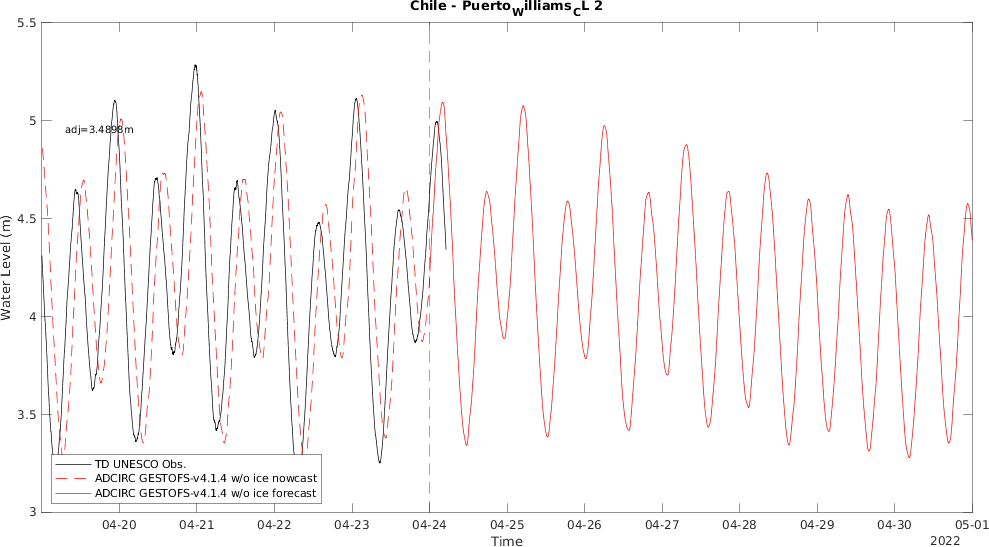 Chile - PuertoWilliamsCL 2
5.5
5
4.5
4
3.5
3
Water Level (m)
adj=3.4898m
TD UNESCO Obs.
ADCIRC GESTOFS-v4.1.4 w/o ice nowcast
ADCIRC GESTOFS-v4.1.4 w/o ice forecast
04-20 04-21 04-22 04-23 04-24 04-25 04-26 04-27 04-28 04-29 04-30 05-01
Time
2022